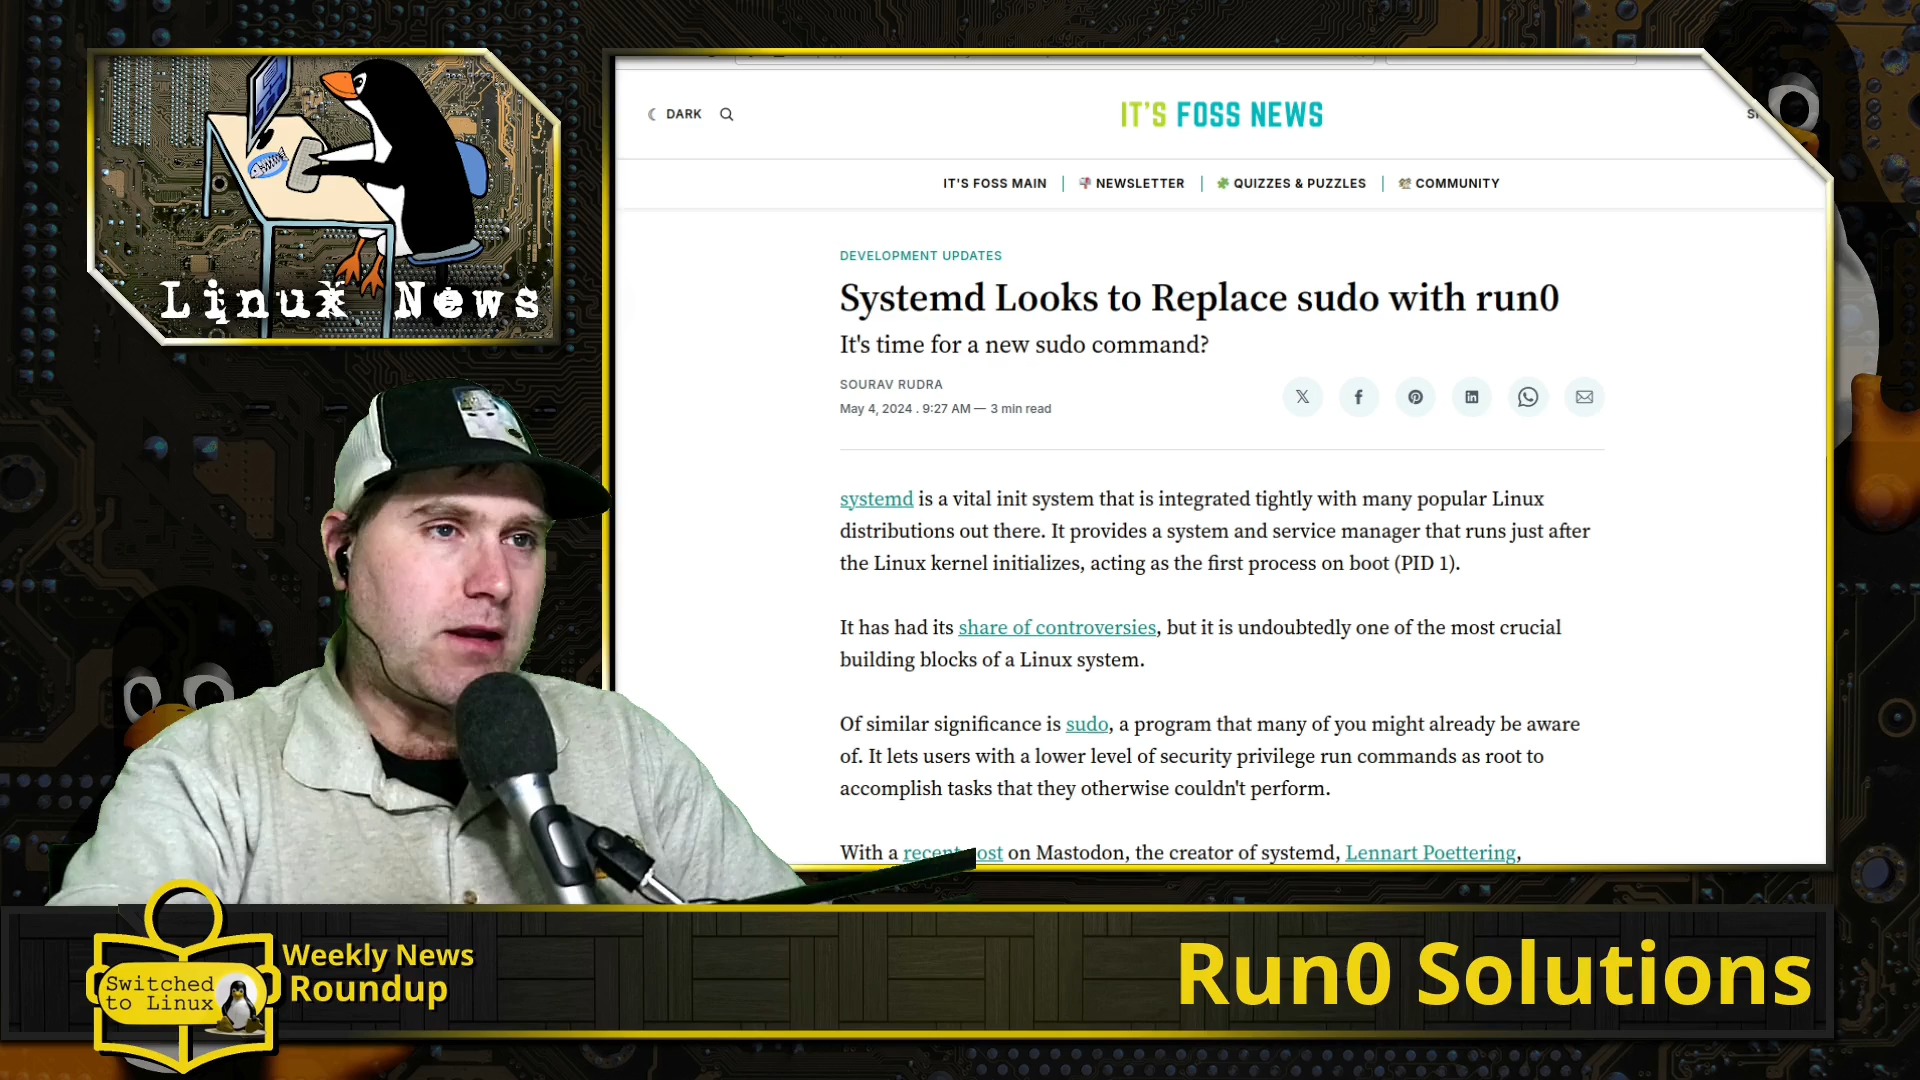 Linux News
DARK
IT'S FOSS NEWS
IT'S FOSS MAIN
NEWSLETTER
QUIZZES & PUZZLES
COMMUNITY
DEVELOPMENT UPDATES
Systemd Looks to Replace sudo with run0
It's time for a new sudo command?
SOURAV RUDRA
May 4, 2024 . 9:27 AM — 3 min read
systemd is a vital init system that is integrated tightly with many popular Linux
distributions out there. It provides a system and service manager that runs just after
the Linux kernel initializes, acting as the first process on boot (PID 1).
It has had its share of controversies, but it is undoubtedly one of the most crucial
building blocks of a Linux system.
Of similar significance is sudo, a program that many of you might already be aware
of. It lets users with a lower level of security privilege run commands as root to
accomplish tasks that they otherwise couldn't perform.
With a recent post on Mastodon, the creator of systemd, Lennart Poettering,
Switched
to Linux
Weekly News
Roundup
Run0 Solutions